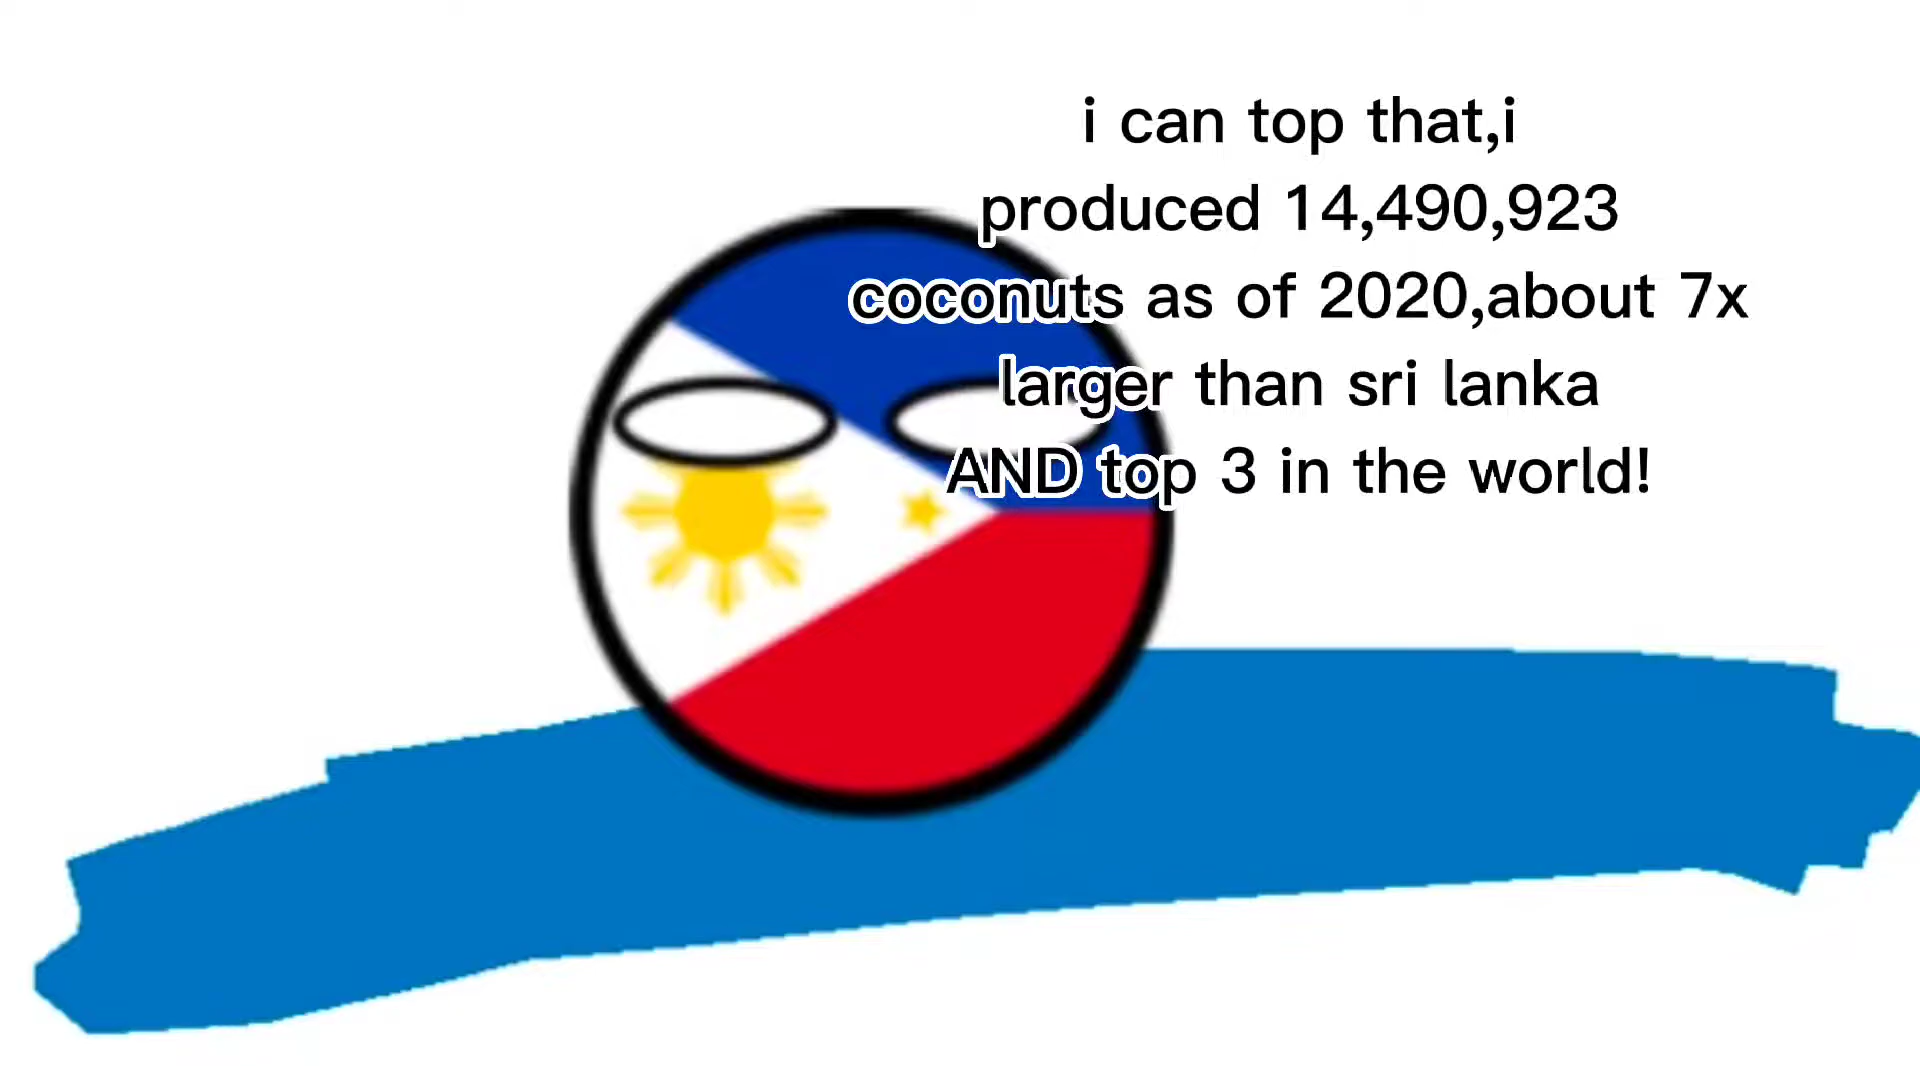 i can top that,i
produced 14,490,923
coconuts as of 2020,about 7x
larger than sri lanka
AND top 3 in the world!